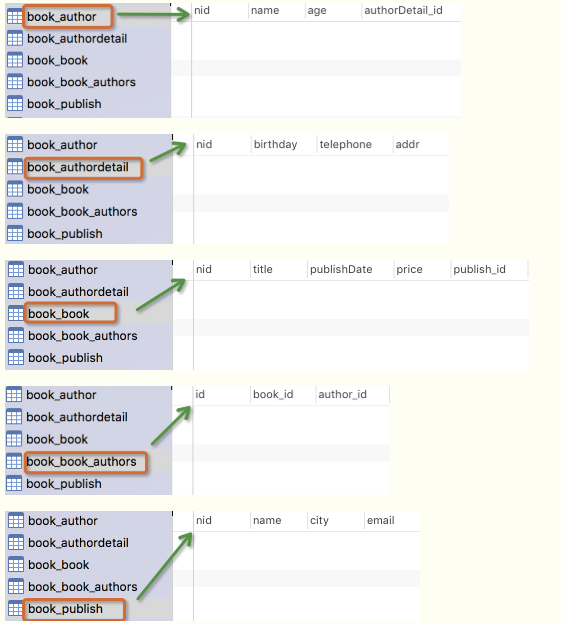 book_author nid name age authorDetail_id
book_authordetail
book_book
book_book_authors
book_publish
book_author nid birthday telephone addr
book_authordetail
book_book
book_book_authors
book_publish
book_author nid title publishDate price publish_id
book_authordetail
book_book
book_book_authors
book_publish
book_author id book_id author_id
book_authordetail
book_book
book_book_authors
book_publish
book_author nid name city email
book_authordetail
book_book
book_book_authors
book_publish